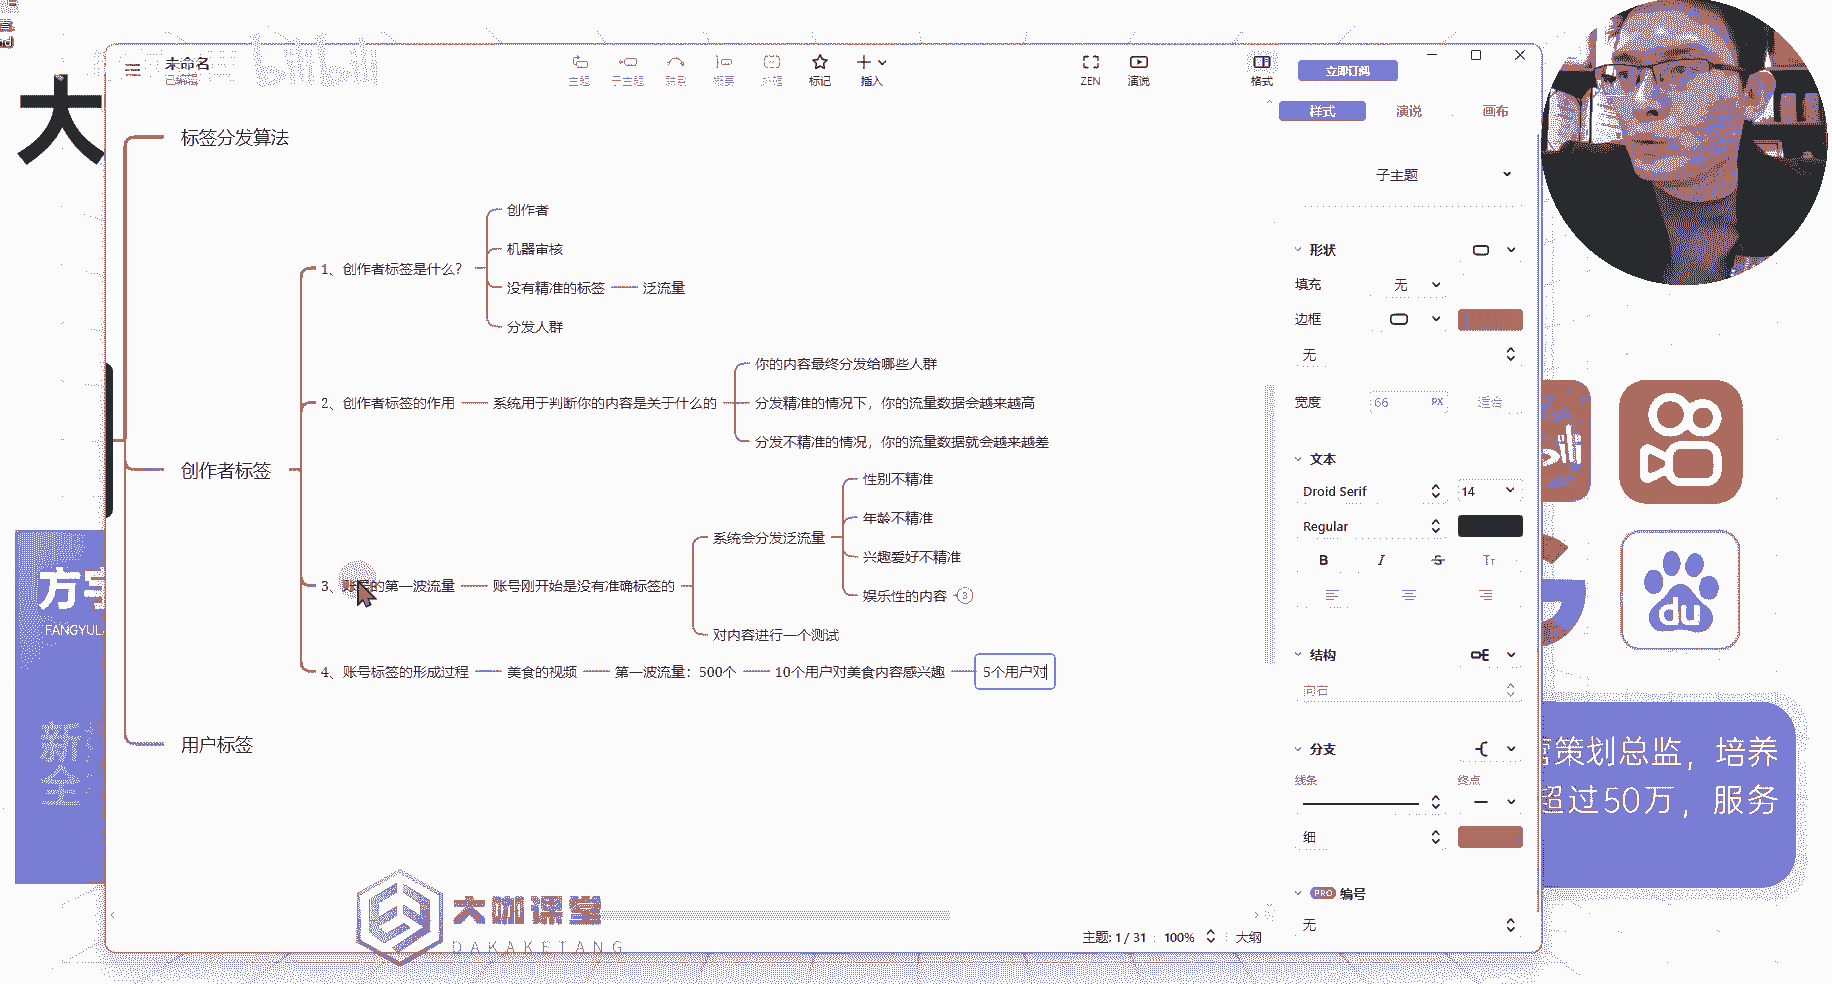 大
未命名
已编辑
bilibili
主题
子主题
联系
概要
外框
标记
插入
ZEN
演说
格式
立即订阅
样式
演说
画布
标签分发算法
创作者
机器审核
1、创作者标签是什么?
没有精准的标签
泛流量
分发人群
你的内容最终分发给哪些人群
2、创作者标签的作用
系统用于判断你的内容是关于什么的
分发精准的情况下，你的流量数据会越来越高
分发不精准的情况，你的流量数据就会越来越差
创作者标签
性别不精准
年龄不精准
系统会分发泛流量
兴趣爱好不精准
3、账号的第一波流量
账号刚开始是没有准确标签的
娱乐性的内容
3
对内容进行一个测试
4、账号标签的形成过程
美食的视频
第一波流量：500个
10个用户对美食内容感兴趣
5个用户对
用户标签
子主题
形状
填充
无
边框
无
宽度
66
PX
适合
文本
Droid Serif
14
Regular
B
I
S
Tт
结构
向右
分支
线条
终点
细
PRO
编号
无
主题: 1 / 31
100%
大纲
方宇
FANGYUL
新
全
du
营策划总监，培养
超过50万，服务
大咖课堂
DAKAKETANG